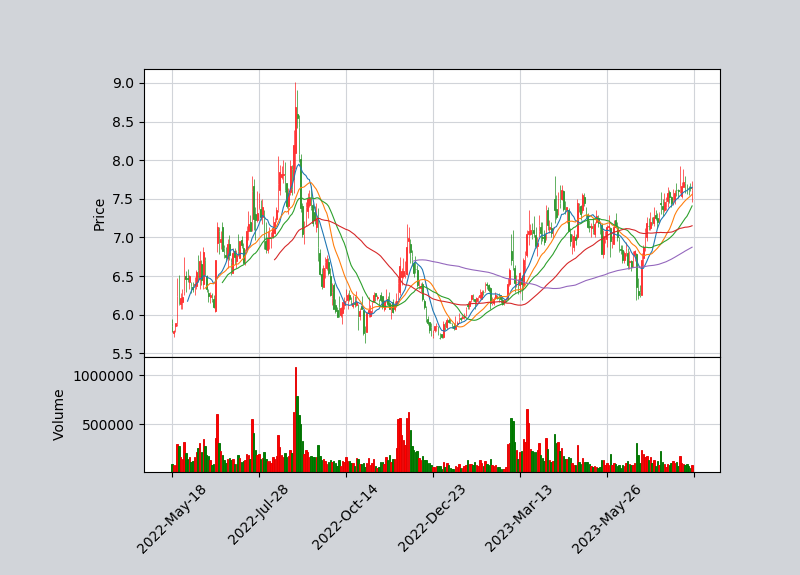 9.0
8.5
8.0
7.5
7.0
6.5
6.0
5.5
Price
1000000
500000
Volume
2022-May-18
2022-Jul-28
2022-Oct-14
2022-Dec-23
2023-Mar-13
2023-May-26